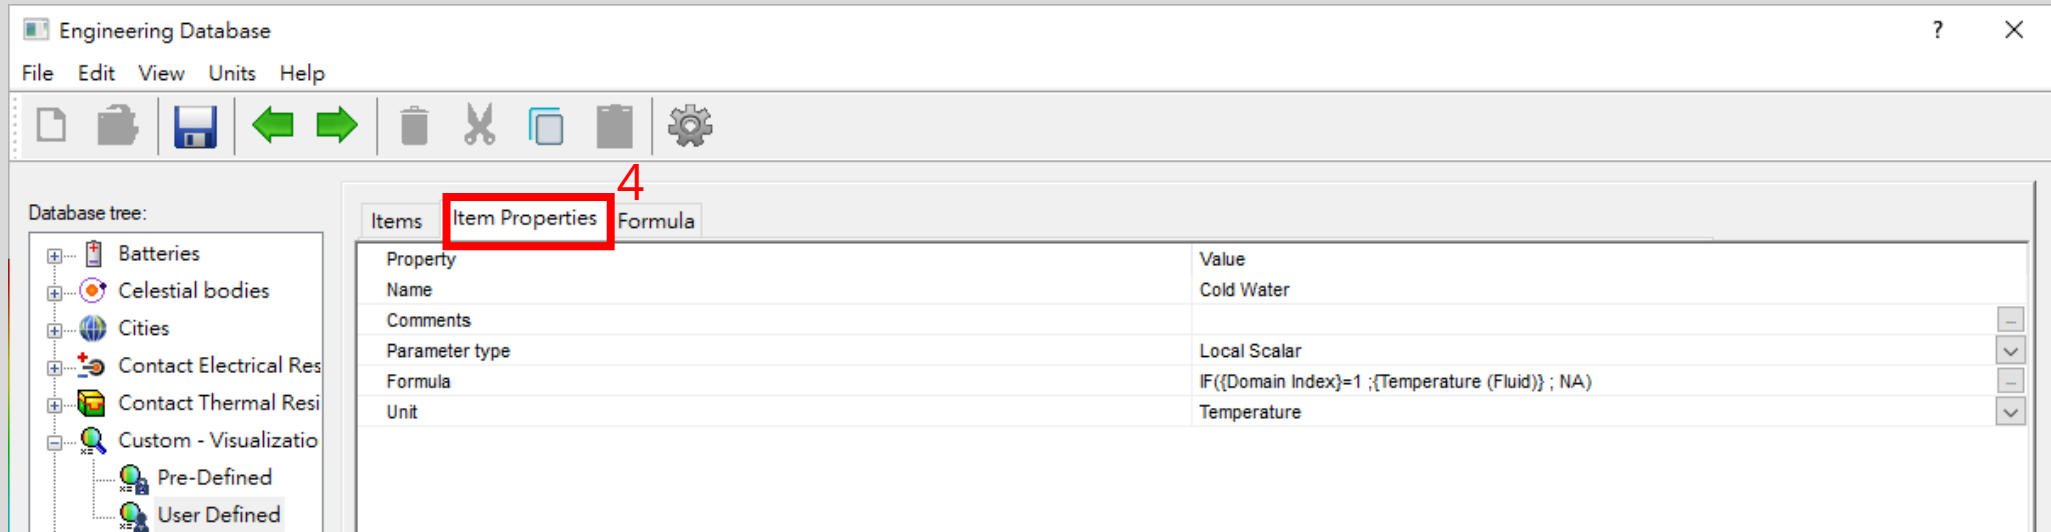 Engineering Database
?
File Edit View Units Help
4
Database tree:
Items Item Properties Formula
Batteries
Celestial bodies
Cities
Contact Electrical Res
Contact Thermal Resi
Custom - Visualizatio
Pre-Defined
User Defined
Property Value
Name Cold Water
Comments
...
Parameter type Local Scalar
Formula IF({Domain Index}=1 ;{Temperature (Fluid)} ; NA)
...
Unit Temperature